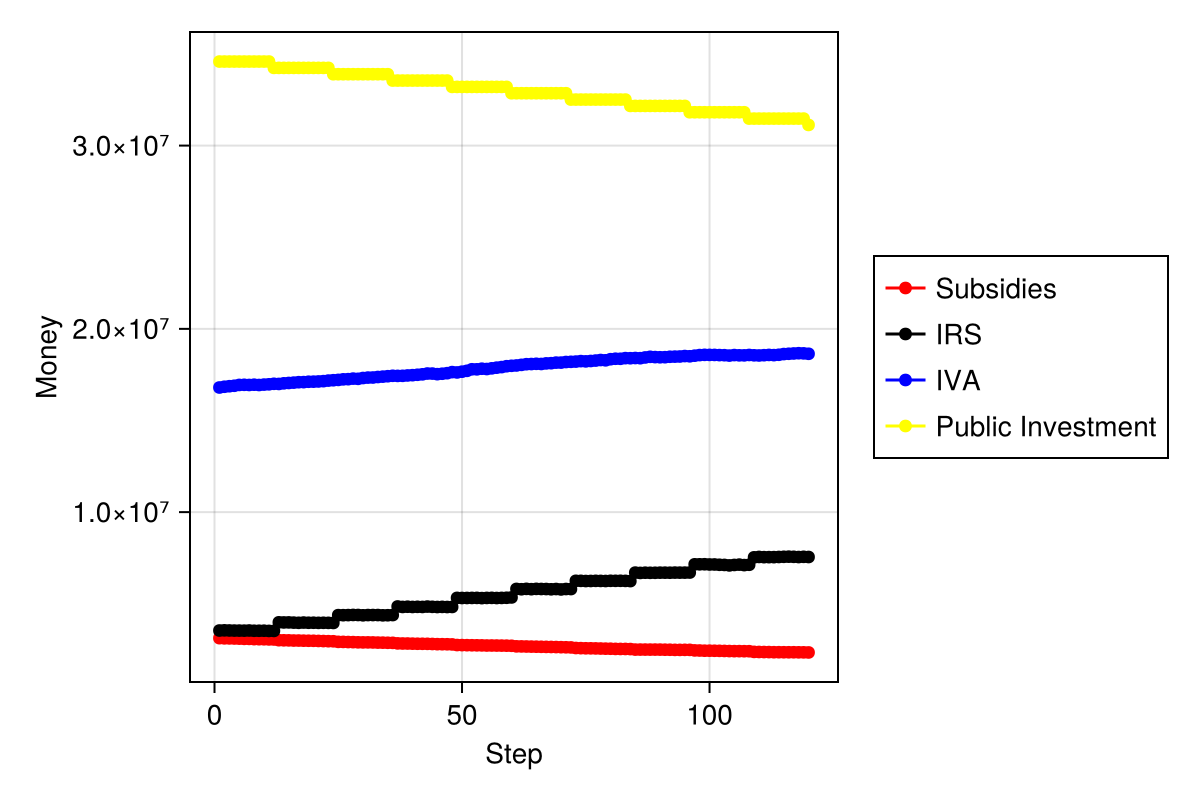 3.0×10⁷
2.0×10⁷
1.0×10⁷
Money
0
50
100
Step
Subsidies
IRS
IVA
Public Investment